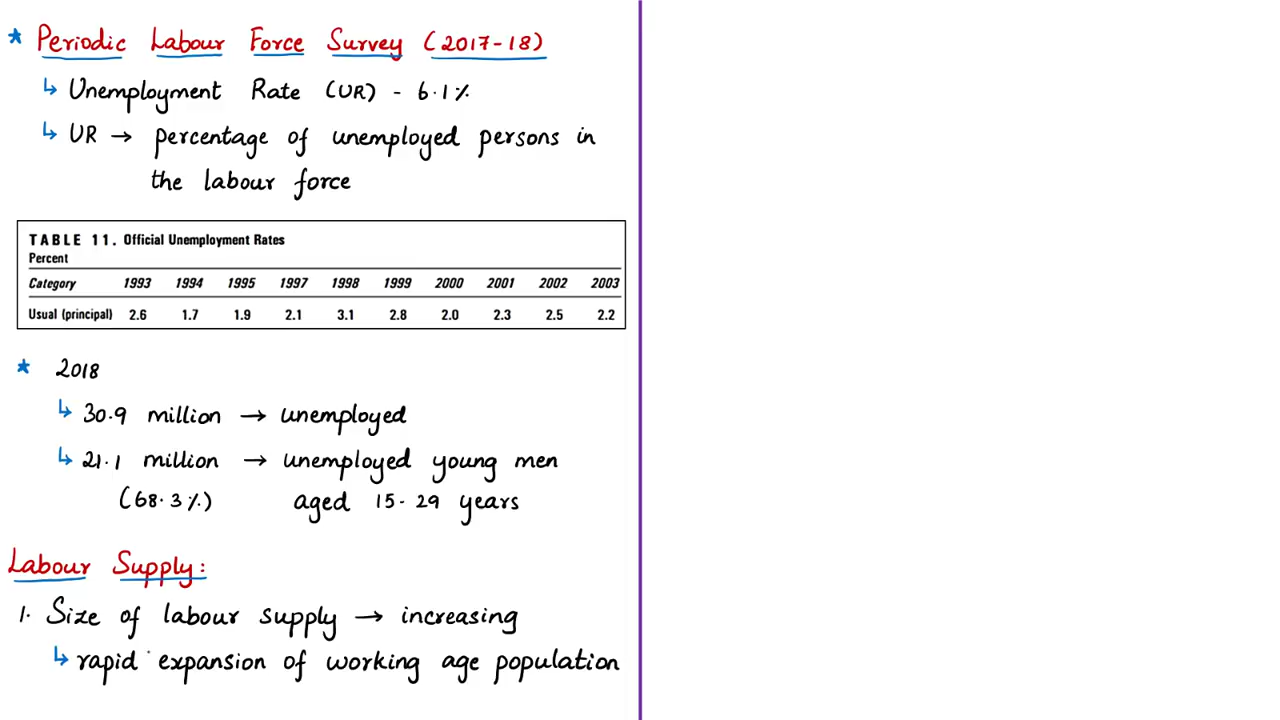 * Periodic Labour Force Survey (2017-18)
↳ Unemployment Rate (UR) - 6.1%
↳ UR → percentage of unemployed persons in
the labour force
TABLE 11. Official Unemployment Rates
Percent
Category 1993 1994 1995 1997 1998 1999 2000 2001 2002 2003
Usual (principal) 2.6 1.7 1.9 2.1 3.1 2.8 2.0 2.3 2.5 2.2
* 2018
↳ 30.9 million → unemployed
↳ 21.1 million → unemployed young men
(68.3%) aged 15-29 years
Labour Supply:
1. Size of labour supply → increasing
↳ rapid expansion of working age population